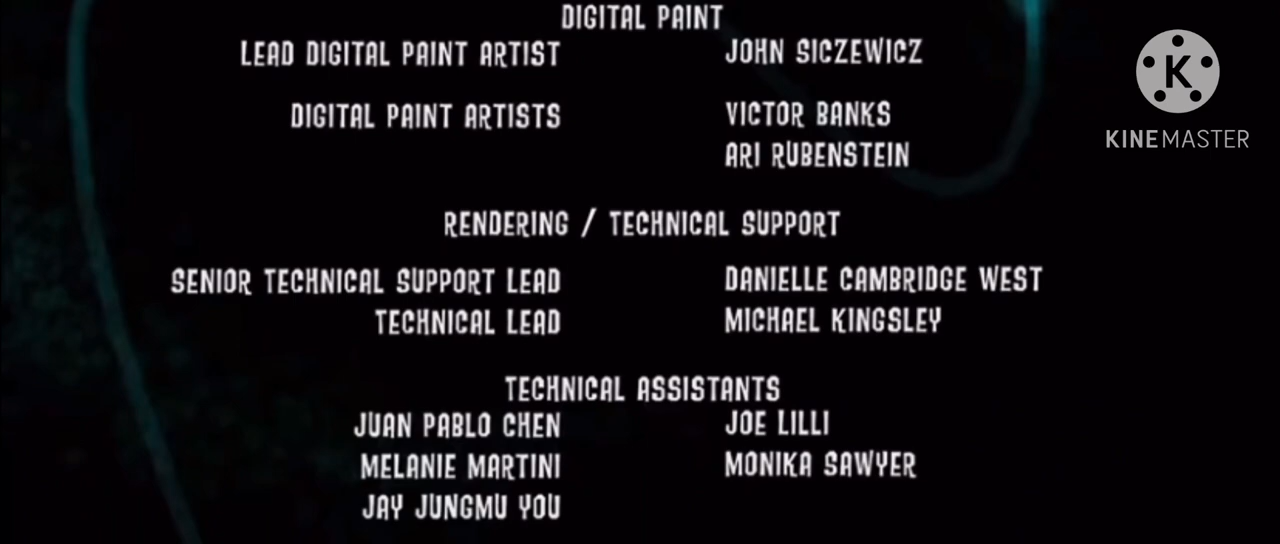 DIGITAL PAINT
LEAD DIGITAL PAINT ARTIST JOHN SICZEWICZ
DIGITAL PAINT ARTISTS VICTOR BANKS
ARI RUBENSTEIN
RENDERING / TECHNICAL SUPPORT
SENIOR TECHNICAL SUPPORT LEAD DANIELLE CAMBRIDGE WEST
TECHNICAL LEAD MICHAEL KINGSLEY
TECHNICAL ASSISTANTS
JUAN PABLO CHEN JOE LILLI
MELANIE MARTINI MONIKA SAWYER
JAY JUNGMU YOU
K
KINEMASTER